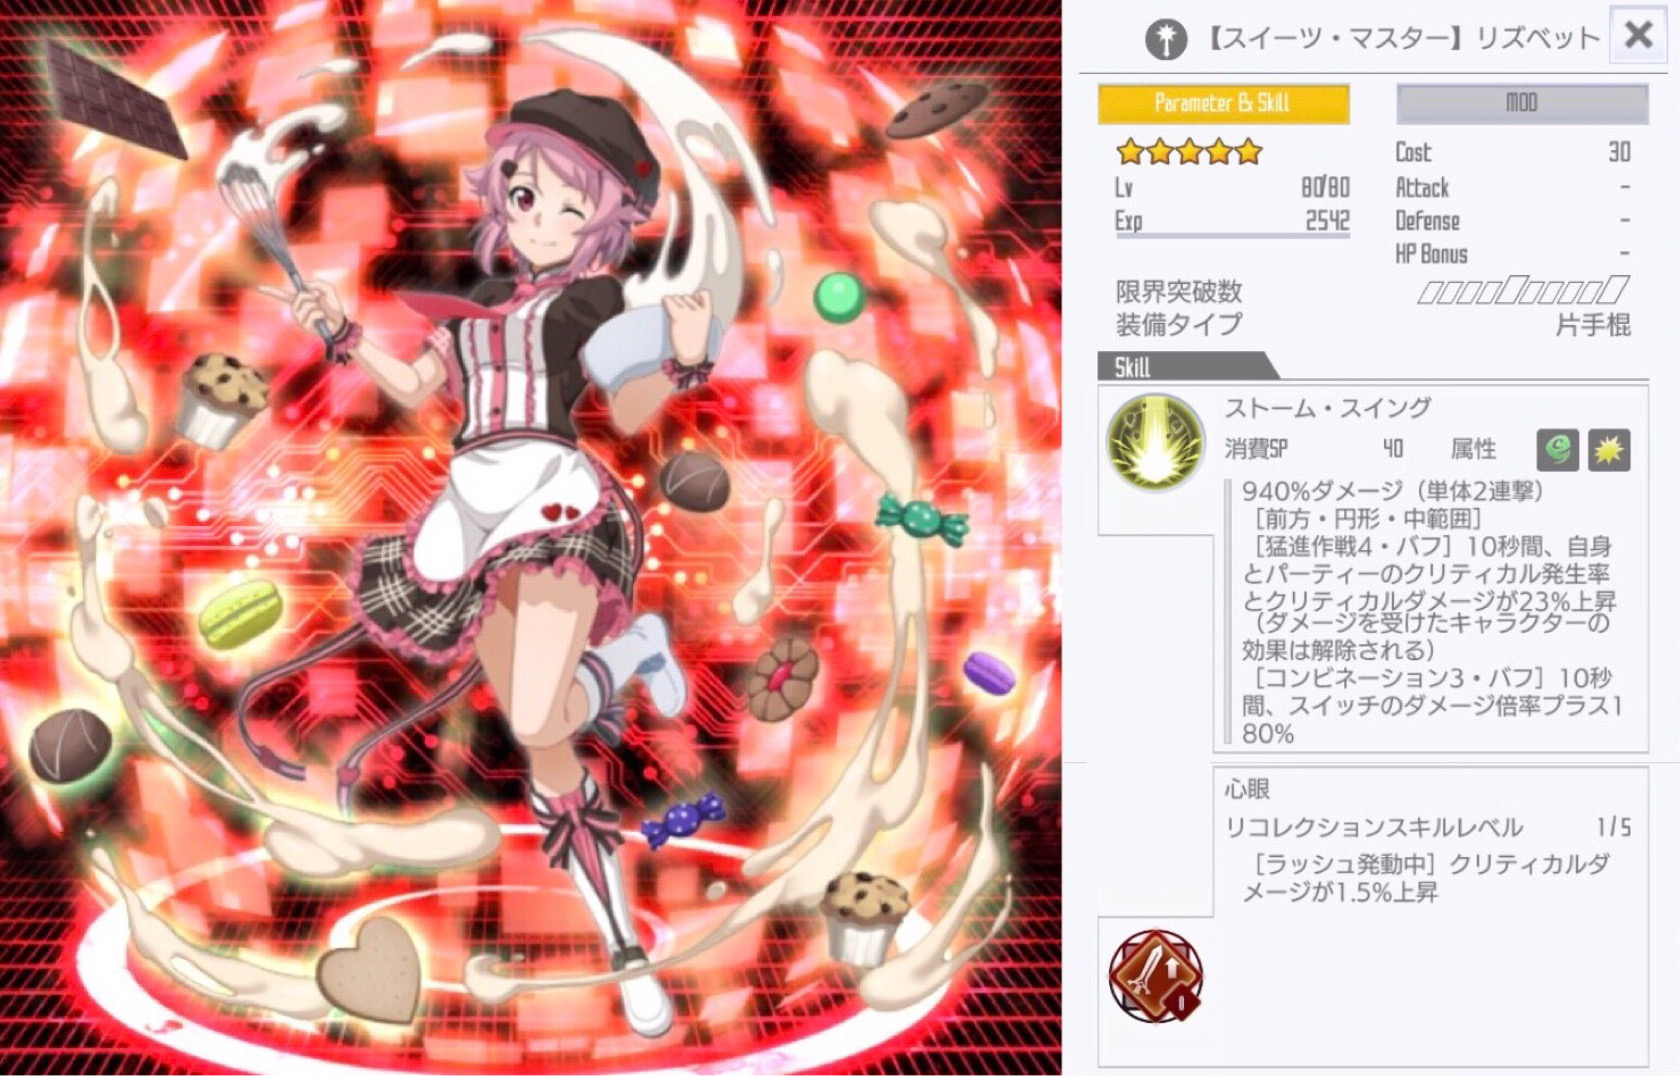 【スイーツ・マスター】リズベット
Parameter & Skill
MOD
Lv 80/80
Exp 2542
Cost 30
Attack -
Defense -
HP Bonus -
限界突破数
装備タイプ 片手棍
Skill
ストーム・スイング
消費SP 40 属性
940%ダメージ（単体2連撃）
［前方・円形・中範囲］
［猛進作戦4・バフ］10秒間、自身
とパーティーのクリティカル発生率
とクリティカルダメージが23%上昇
（ダメージを受けたキャラクターの
効果は解除される）
［コンビネーション3・バフ］10秒
間、スイッチのダメージ倍率プラス1
80%
心眼
リコレクションスキルレベル 1/5
［ラッシュ発動中］クリティカルダ
メージが1.5%上昇